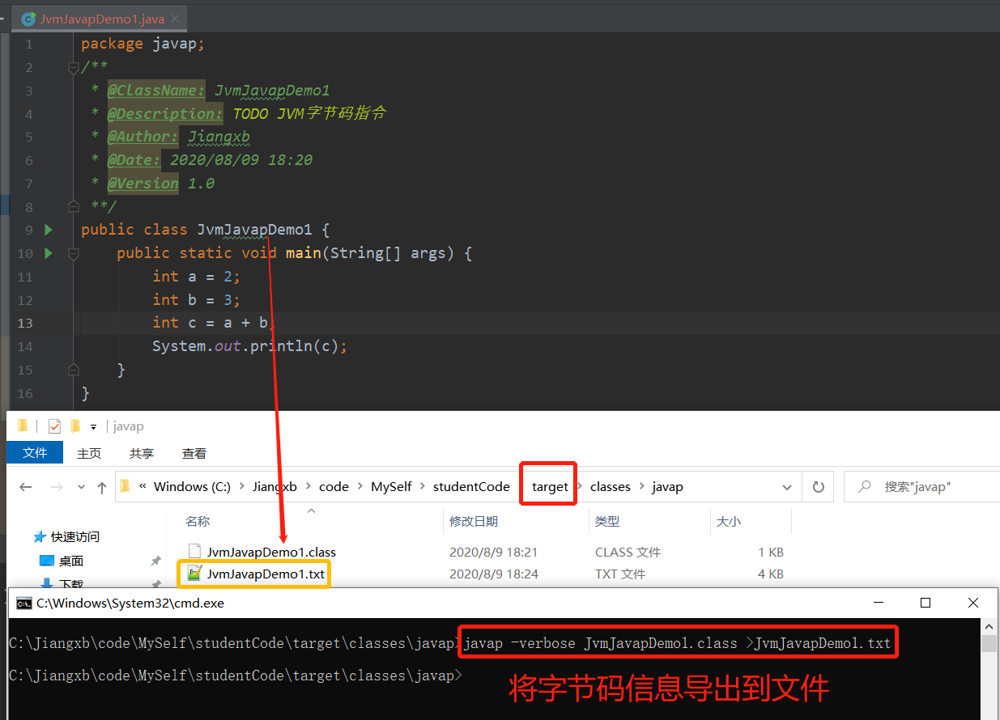 JvmJavapDemo1.java
1 package javap;
2 /**
3 * @ClassName: JvmJavapDemo1
4 * @Description: TODO JVM字节码指令
5 * @Author: Jiangxb
6 * @Date: 2020/08/09 18:20
7 * @Version 1.0
8 **/
9 public class JvmJavapDemo1 {
10 public static void main(String[] args) {
11 int a = 2;
12 int b = 3;
13 int c = a + b;
14 System.out.println(c);
15 }
16 }
javap
文件 主页 共享 查看
« Windows (C:) > Jiangxb > code > MySelf > studentCode target > classes > javap 搜索"javap"
名称 修改日期 类型 大小
快速访问
桌面
下载
JvmJavapDemo1.class 2020/8/9 18:21 CLASS 文件 1 KB
JvmJavapDemo1.txt 2020/8/9 18:24 TXT 文件 4 KB
C:\Windows\System32\cmd.exe
C:\Jiangxb\code\MySelf\studentCode\target\classes\javap>javap -verbose JvmJavapDemo1.class >JvmJavapDemo1.txt
C:\Jiangxb\code\MySelf\studentCode\target\classes\javap>
将字节码信息导出到文件